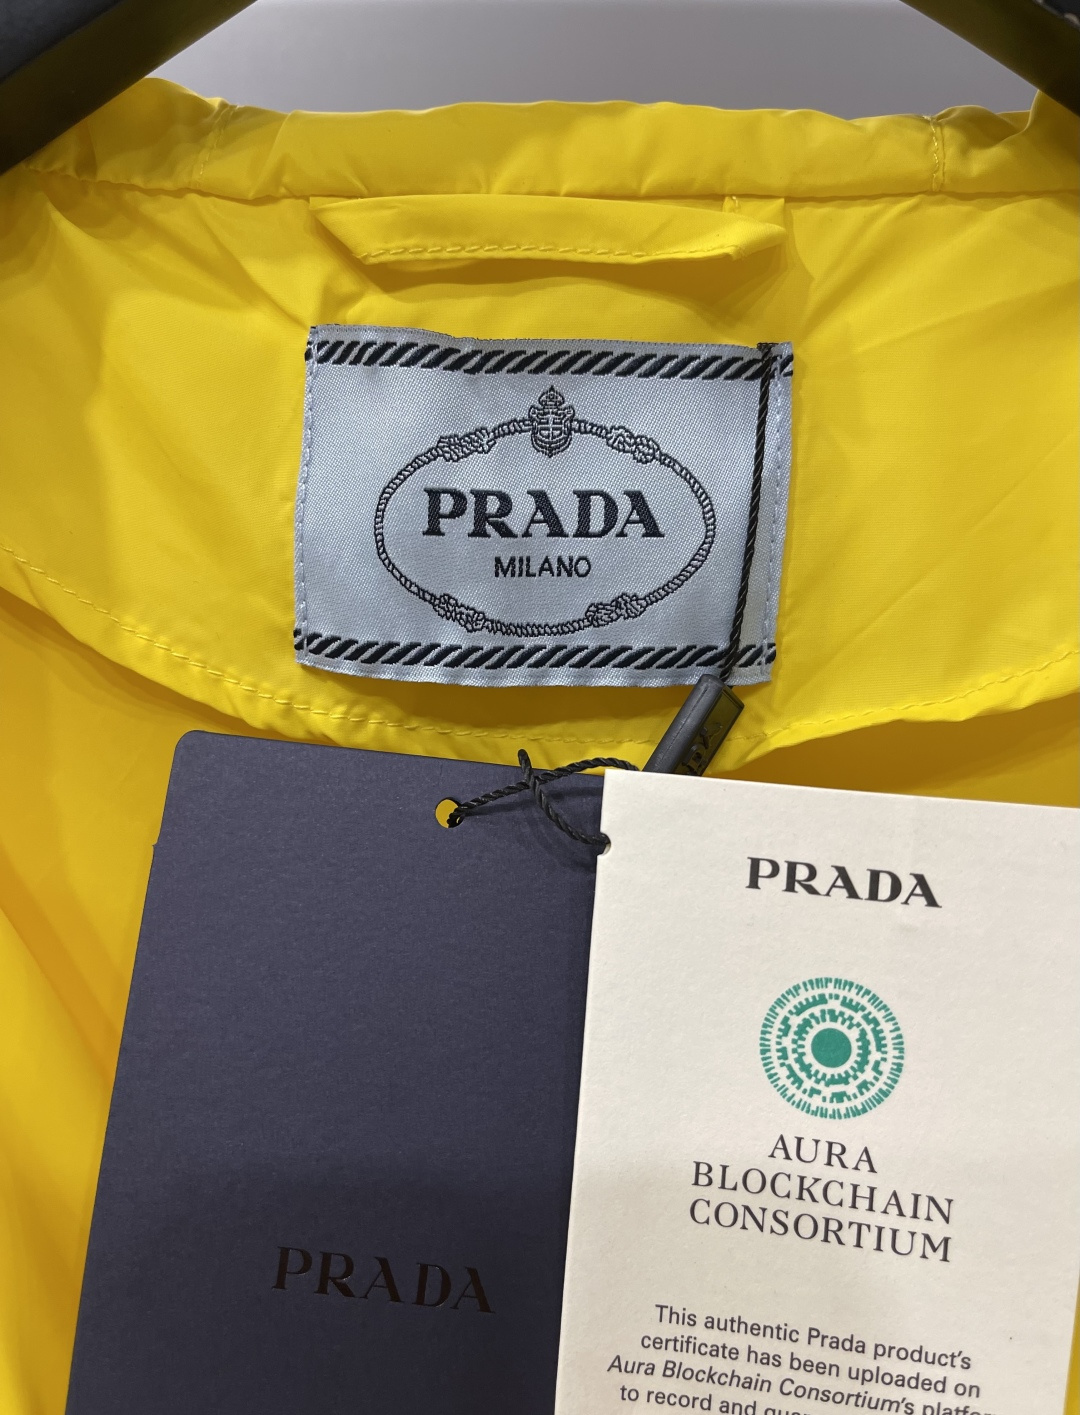 PRADA
MILANO
PRADA
PRADA
AURA
BLOCKCHAIN
CONSORTIUM
This authentic Prada product's
certificate has been uploaded on
Aura Blockchain Consortium's
to record and